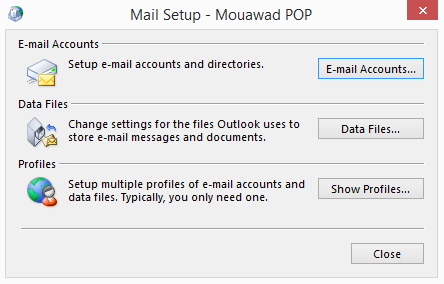 Mail Setup - Mouawad POP
E-mail Accounts
Setup e-mail accounts and directories.
E-mail Accounts...
Data Files
Change settings for the files Outlook uses to
store e-mail messages and documents.
Data Files...
Profiles
Setup multiple profiles of e-mail accounts and
data files. Typically, you only need one.
Show Profiles...
Close